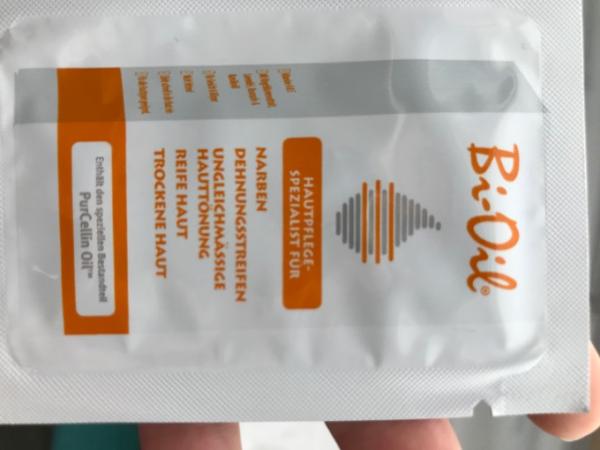 Bi-Oil®
HAUTPFLEGE-
SPEZIALIST FÜR
NARBEN
DEHNUNGSSTREIFEN
UNGLEICHMÄSSIGE
HAUTTÖNUNG
REIFE HAUT
TROCKENE HAUT
Enthält den speziellen Bestandteil
PurCellin Oil™